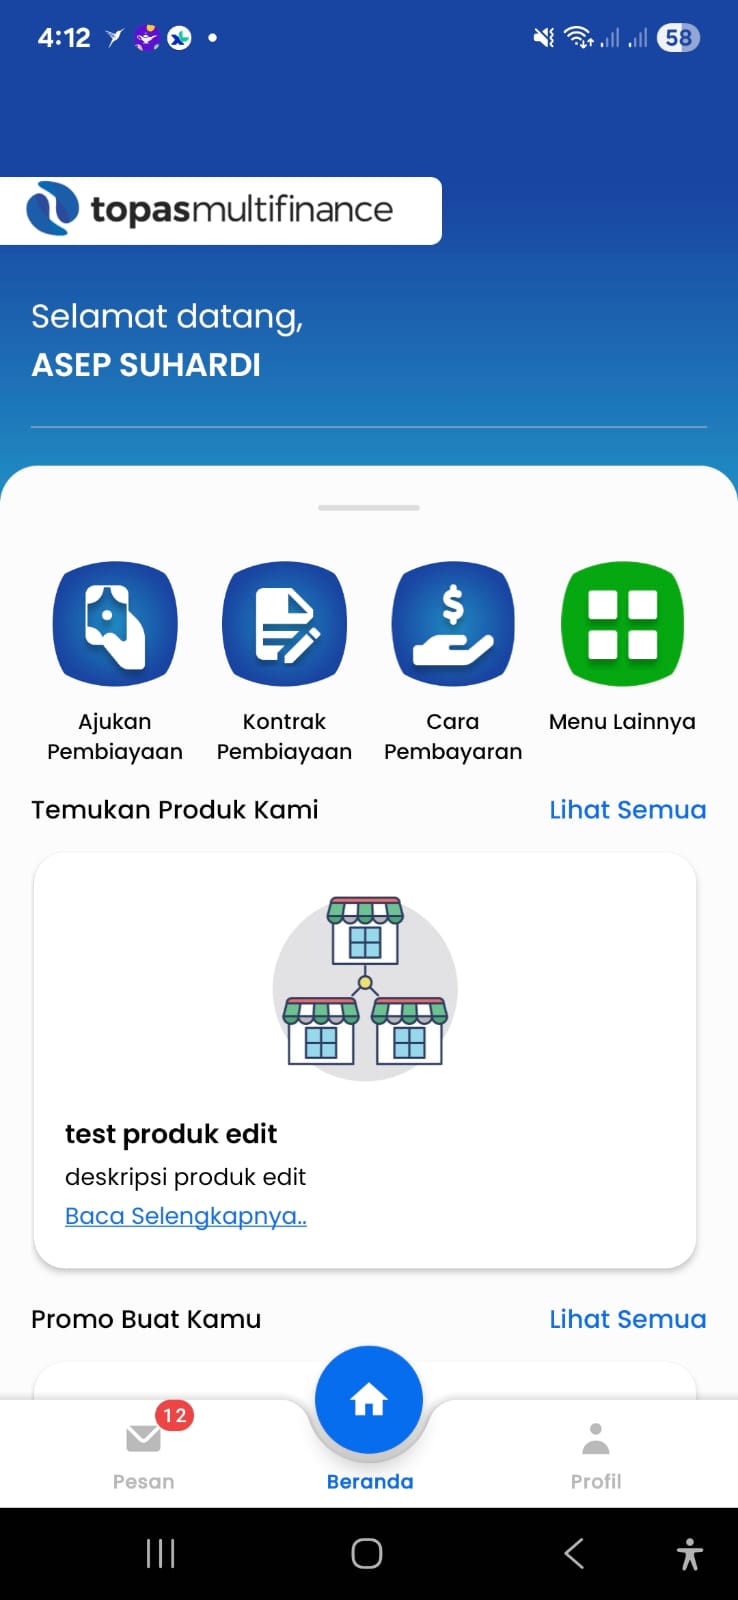 4:12
58
topasmultifinance
Selamat datang,
ASEP SUHARDI
Ajukan
Pembiayaan
Kontrak
Pembiayaan
Cara
Pembayaran
Menu Lainnya
Temukan Produk Kami
Lihat Semua
test produk edit
deskripsi produk edit
Baca Selengkapnya..
Promo Buat Kamu
Lihat Semua
12
Pesan
Beranda
Profil